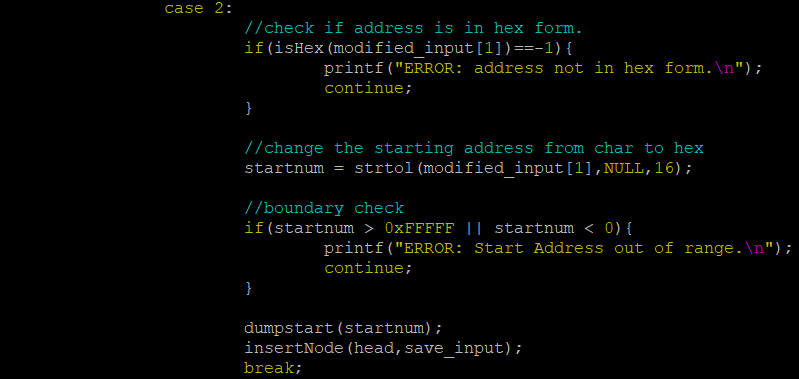 case 2:
//check if address is in hex form.
if(isHex(modified_input[1])==-1){
printf("ERROR: address not in hex form.\n");
continue;
}
//change the starting address from char to hex
startnum = strtol(modified_input[1],NULL,16);
//boundary check
if(startnum > 0xFFFFF || startnum < 0){
printf("ERROR: Start Address out of range.\n");
continue;
}
dumpstart(startnum);
insertNode(head,save_input);
break;